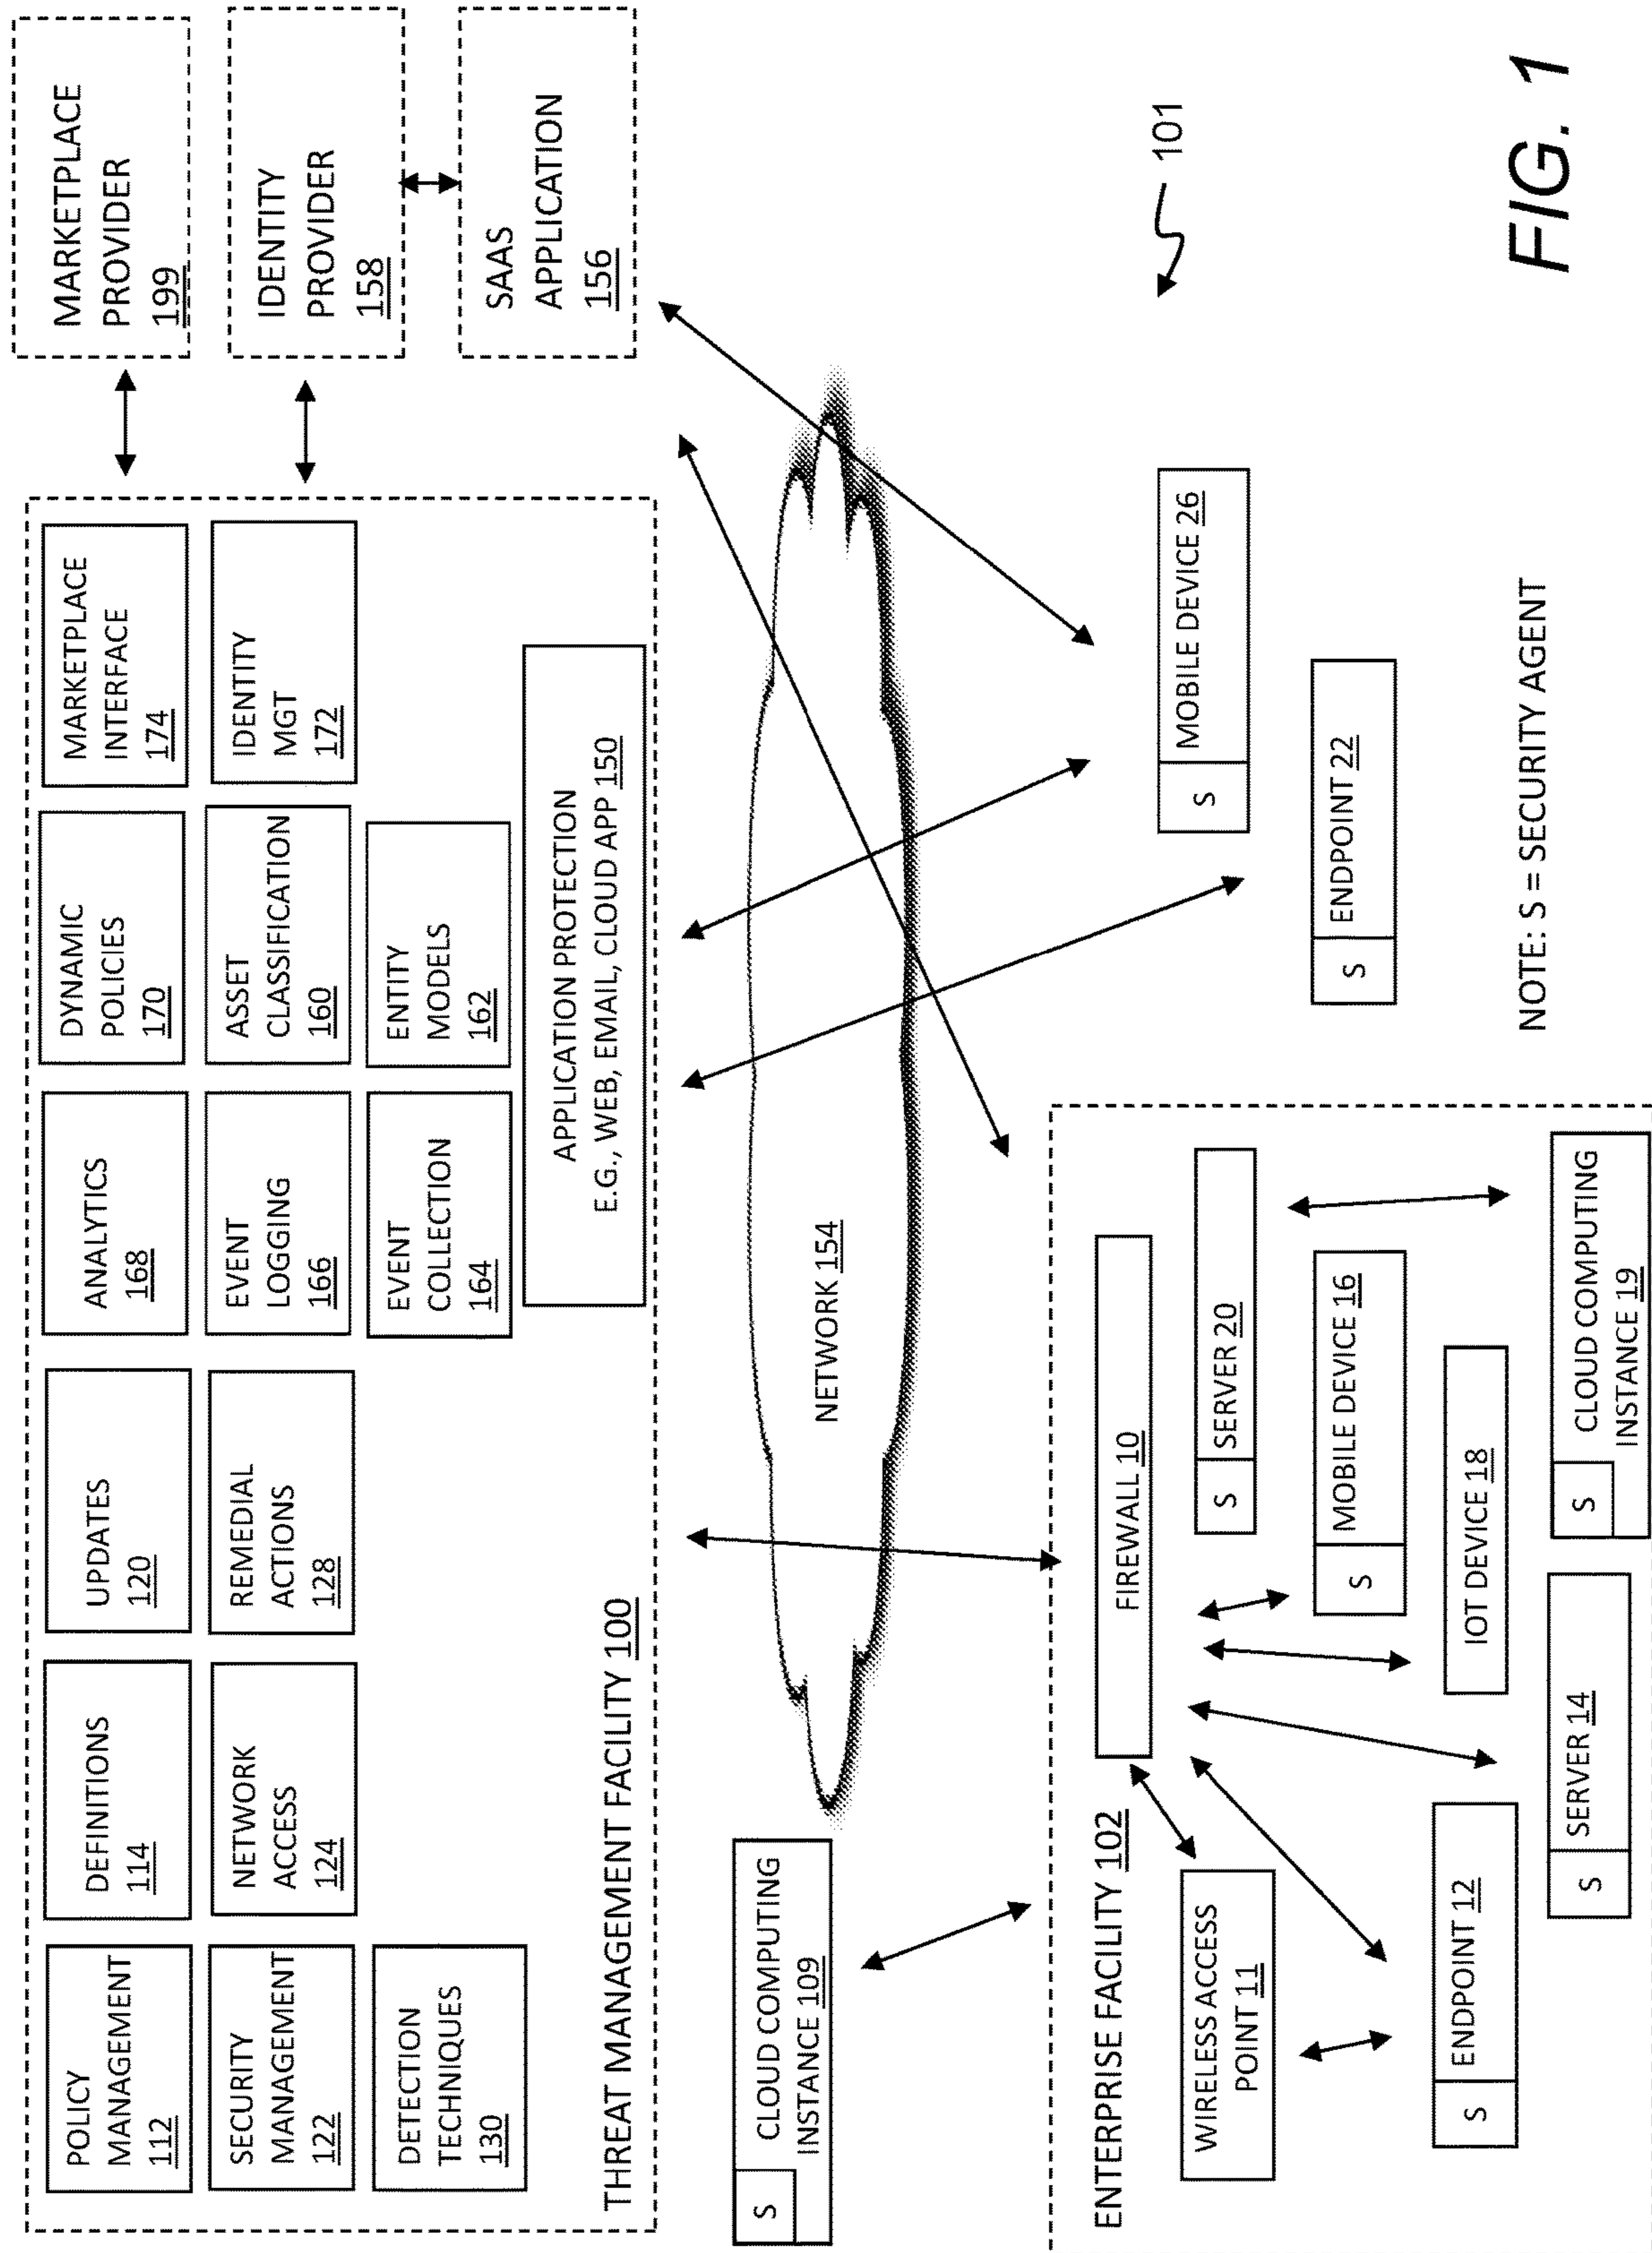 POLICY
MANAGEMENT
112
DEFINITIONS
114
UPDATES
120
ANALYTICS
168
DYNAMIC
POLICIES
170
MARKETPLACE
INTERFACE
174
MARKETPLACE
PROVIDER
199
SECURITY
MANAGEMENT
122
NETWORK
ACCESS
124
REMEDIAL
ACTIONS
128
EVENT
LOGGING
166
ASSET
CLASSIFICATION
160
IDENTITY
MGT
172
IDENTITY
PROVIDER
158
DETECTION
TECHNIQUES
130
EVENT
COLLECTION
164
ENTITY
MODELS
162
SAAS
APPLICATION
156
APPLICATION PROTECTION
E.G., WEB, EMAIL, CLOUD APP 150
THREAT MANAGEMENT FACILITY 100
S
CLOUD COMPUTING
INSTANCE 109
NETWORK 154
ENTERPRISE FACILITY 102
FIREWALL 10
WIRELESS ACCESS
POINT 11
S SERVER 20
S MOBILE DEVICE 16
S ENDPOINT 12
IOT DEVICE 18
S SERVER 14
S
CLOUD COMPUTING
INSTANCE 19
S MOBILE DEVICE 26
S ENDPOINT 22
101
NOTE: S = SECURITY AGENT
FIG. 1